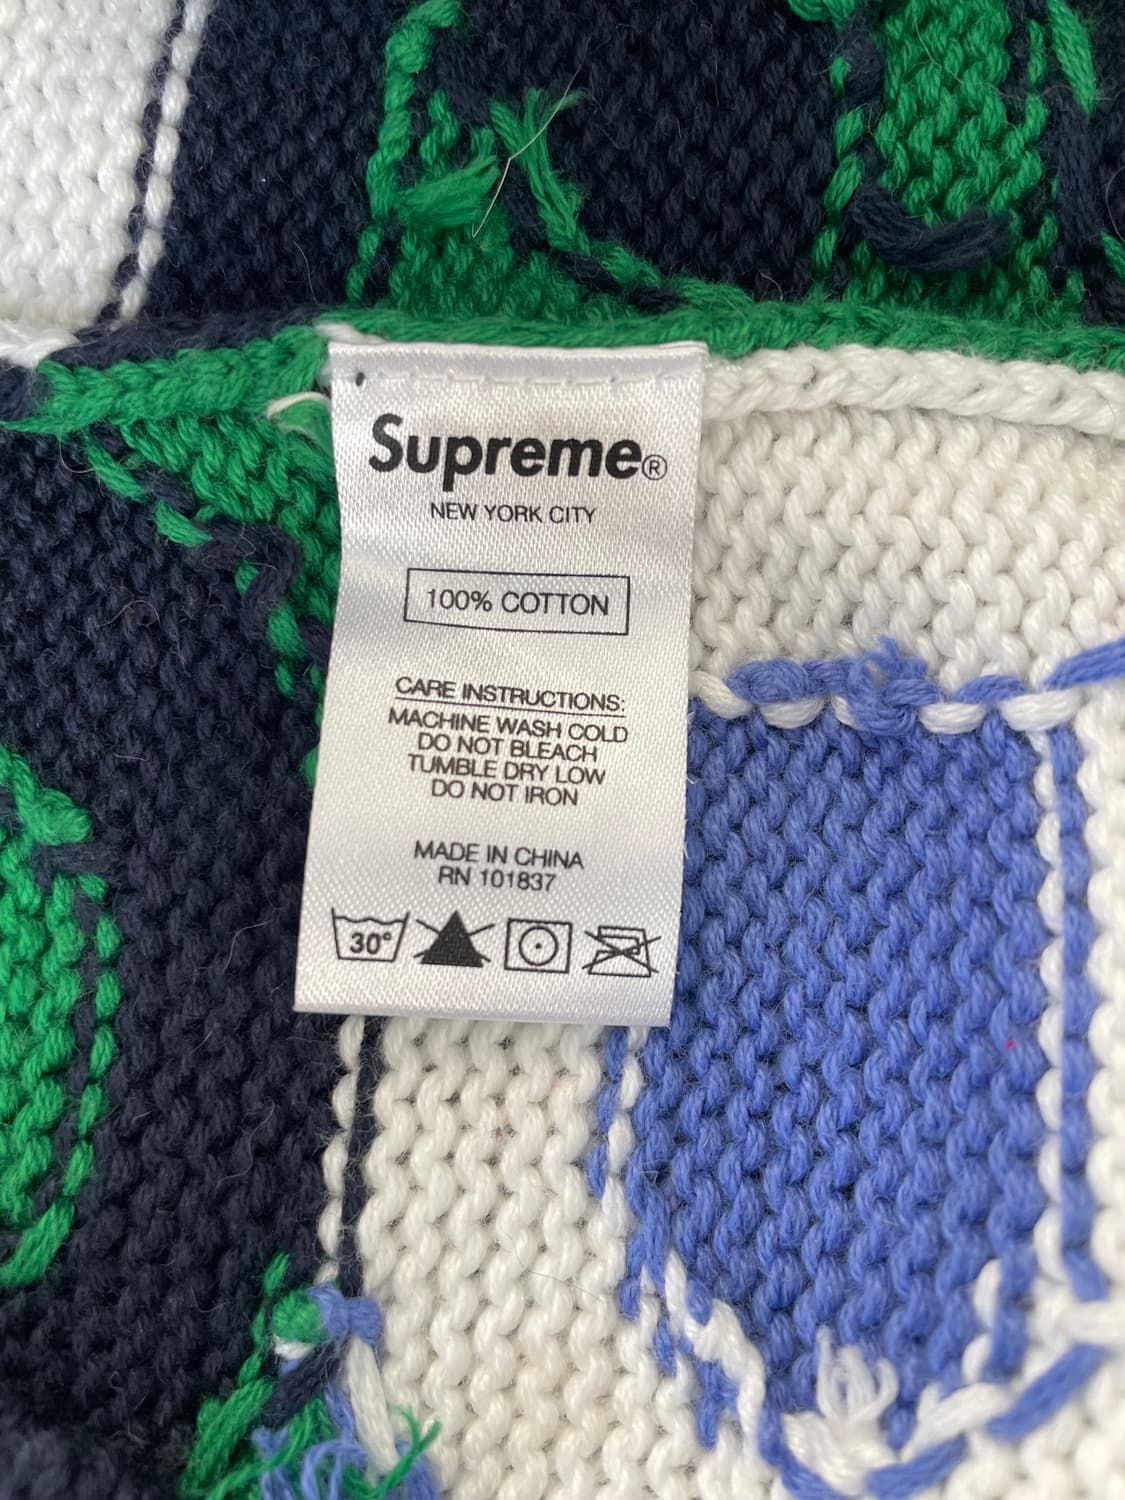 Supreme®
NEW YORK CITY
100% COTTON
CARE INSTRUCTIONS:
MACHINE WASH COLD
DO NOT BLEACH
TUMBLE DRY LOW
DO NOT IRON
MADE IN CHINA
RN 101837
30°